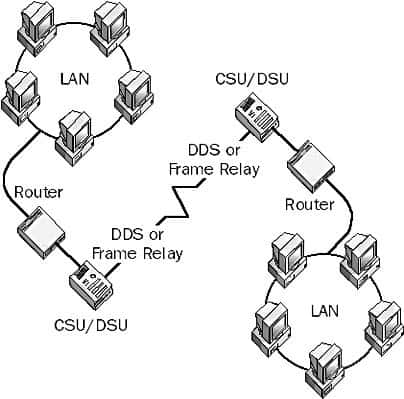 LAN
CSU/DSU
DDS or
Frame Relay
Router
Router
DDS or
Frame Relay
CSU/DSU
LAN